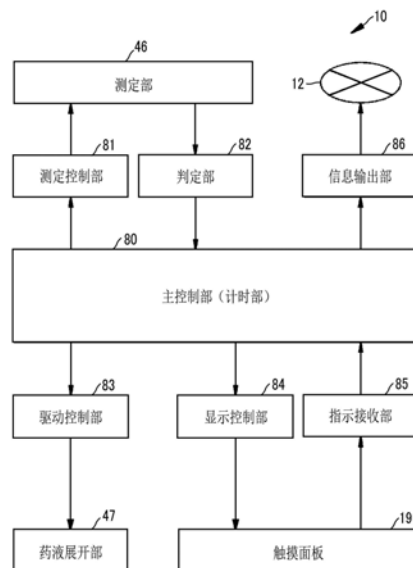 10
46
测定部
12
81
82
86
测定控制部
判定部
信息输出部
80
主控制部（计时部）
83
84
85
驱动控制部
显示控制部
指示接收部
47
19
药液展开部
触摸面板